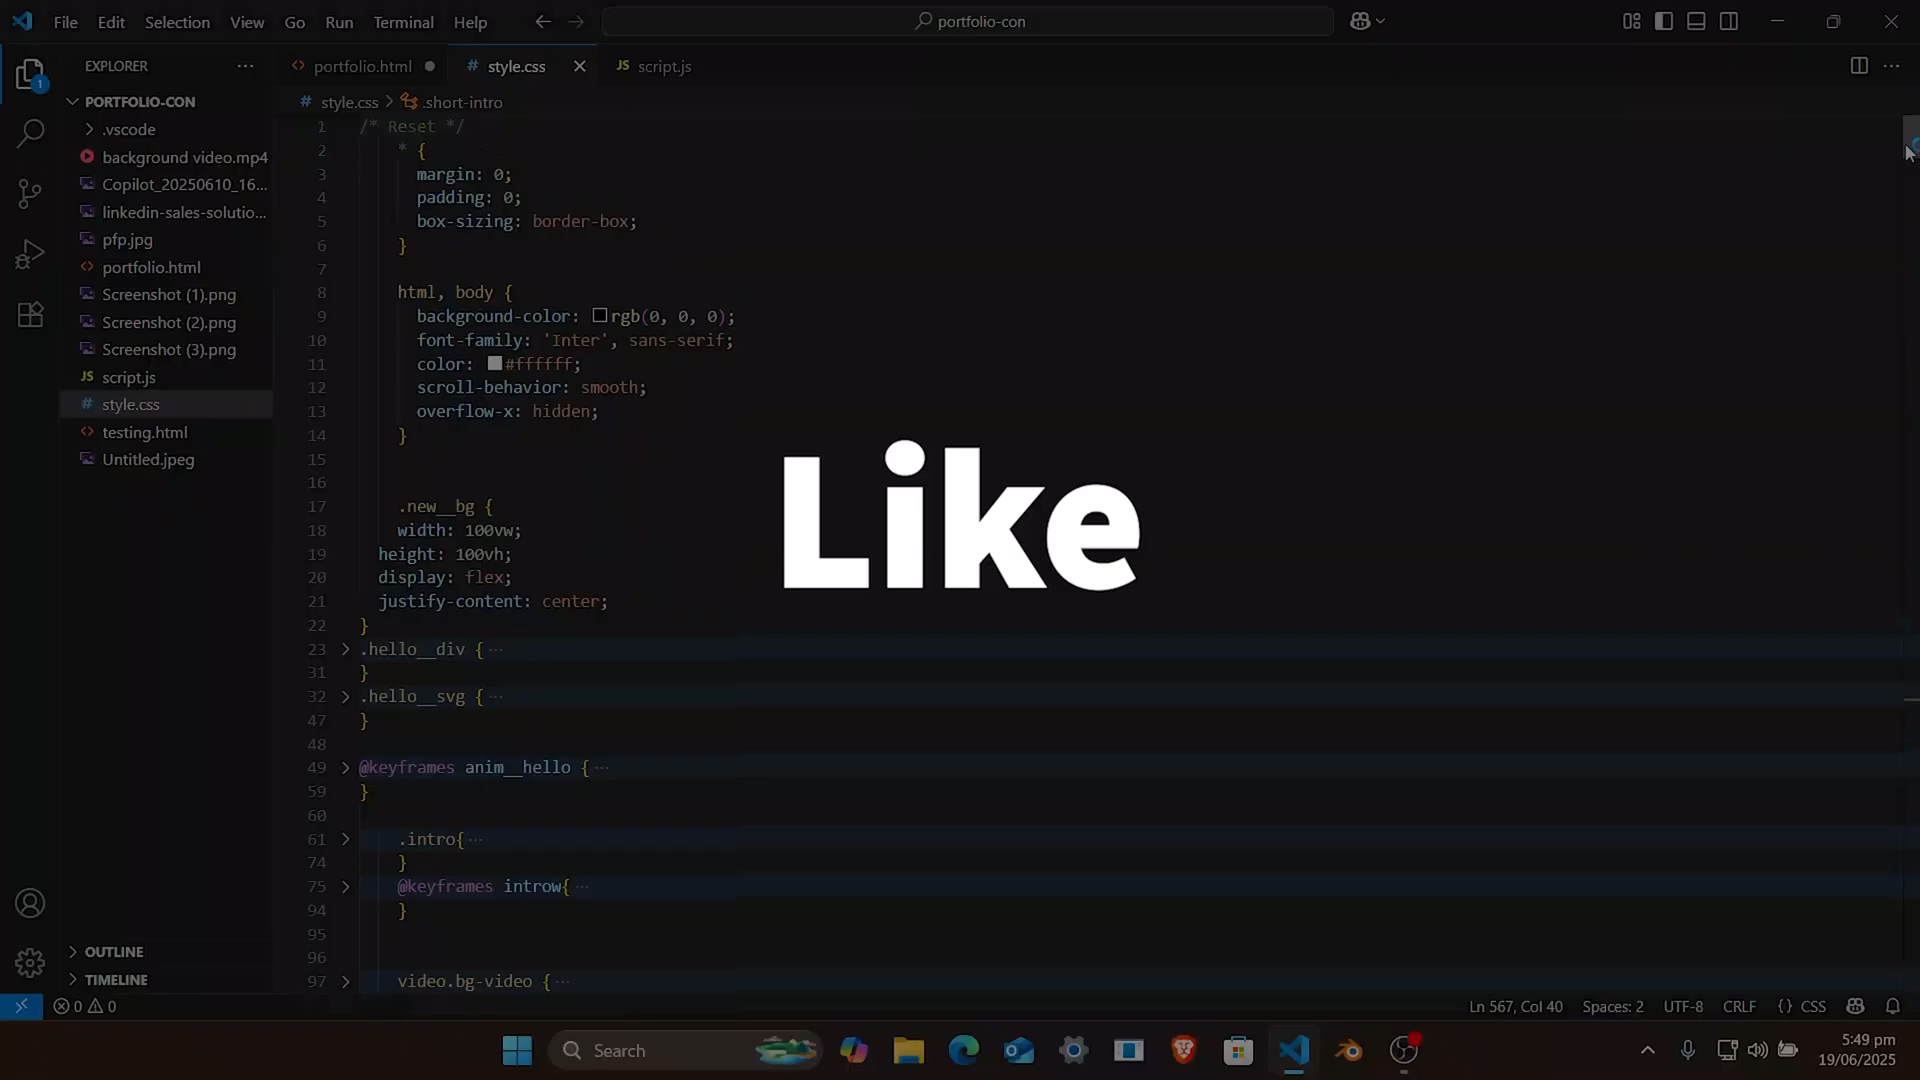 File Edit Selection View Go Run Terminal Help
portfolio-con
EXPLORER
portfolio.html
style.css
script.js
PORTFOLIO-CON
.vscode
background video.mp4
Copilot_20250610_16...
linkedin-sales-solutio...
pfp.jpg
portfolio.html
Screenshot (1).png
Screenshot (2).png
Screenshot (3).png
JS script.js
# style.css
testing.html
Untitled.jpeg
OUTLINE
TIMELINE
# style.css > .short-intro
1 /* Reset */
2 * {
3 margin: 0;
4 padding: 0;
5 box-sizing: border-box;
6 }
7
8 html, body {
9 background-color: rgb(0, 0, 0);
10 font-family: 'Inter', sans-serif;
11 color: #ffffff;
12 scroll-behavior: smooth;
13 overflow-x: hidden;
14 }
15
16
17 .new__bg {
18 width: 100vw;
19 height: 100vh;
20 display: flex;
21 justify-content: center;
22 }
23 .hello__div { ...
31 }
32 .hello__svg { ...
47 }
48
49 @keyframes anim__hello { ...
59 }
60
61 .intro{ ...
74 }
75 @keyframes introw{ ...
94 }
95
96
97 video.bg-video { ...
Like
0 0
Ln 567, Col 40 Spaces: 2 UTF-8 CRLF {} CSS
Search
5:49 pm
19/06/2025